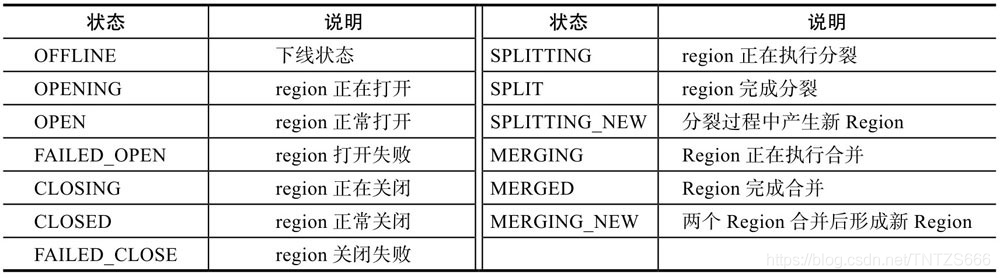 状态 说明 状态 说明
OFFLINE 下线状态 SPLITTING region 正在执行分裂
OPENING region 正在打开 SPLIT region 完成分裂
OPEN region 正常打开 SPLITTING_NEW 分裂过程中产生新 Region
FAILED_OPEN region 打开失败 MERGING Region 正在执行合并
CLOSING region 正在关闭 MERGED Region 完成合并
CLOSED region 正常关闭 MERGING_NEW 两个 Region 合并后形成新 Region
FAILED_CLOSE region 关闭失败
https://blog.csdn.net/TNTZS666